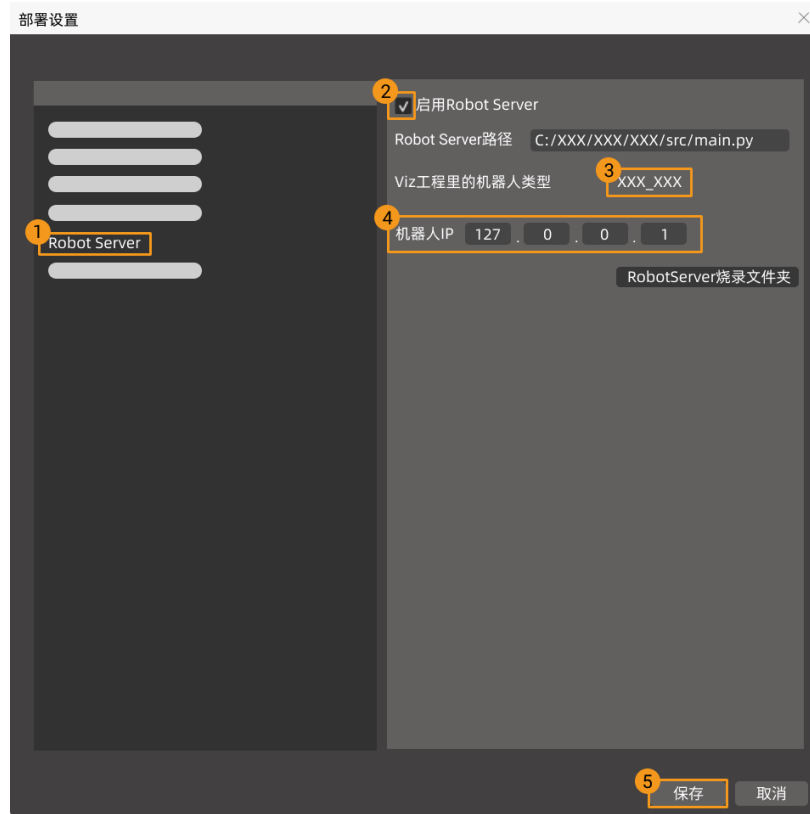 部署设置
1
Robot Server
2
启用Robot Server
Robot Server路径 C:/XXX/XXX/XXX/src/main.py
3
Viz工程里的机器人类型 XXX_XXX
4
机器人IP 127 . 0 . 0 . 1
RobotServer烧录文件夹
5
保存 取消